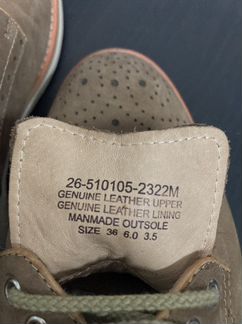 26-510105-2322M
GENUINE LEATHER UPPER
GENUINE LEATHER LINING
MANMADE OUTSOLE
SIZE 36 6.0 3.5